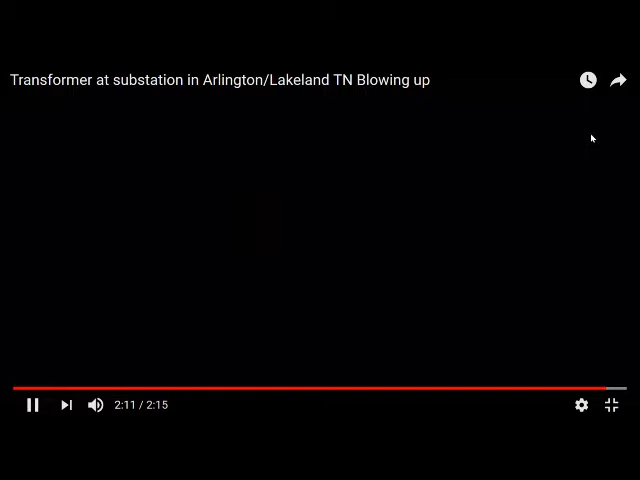 Transformer at substation in Arlington/Lakeland TN Blowing up
2:11 / 2:15